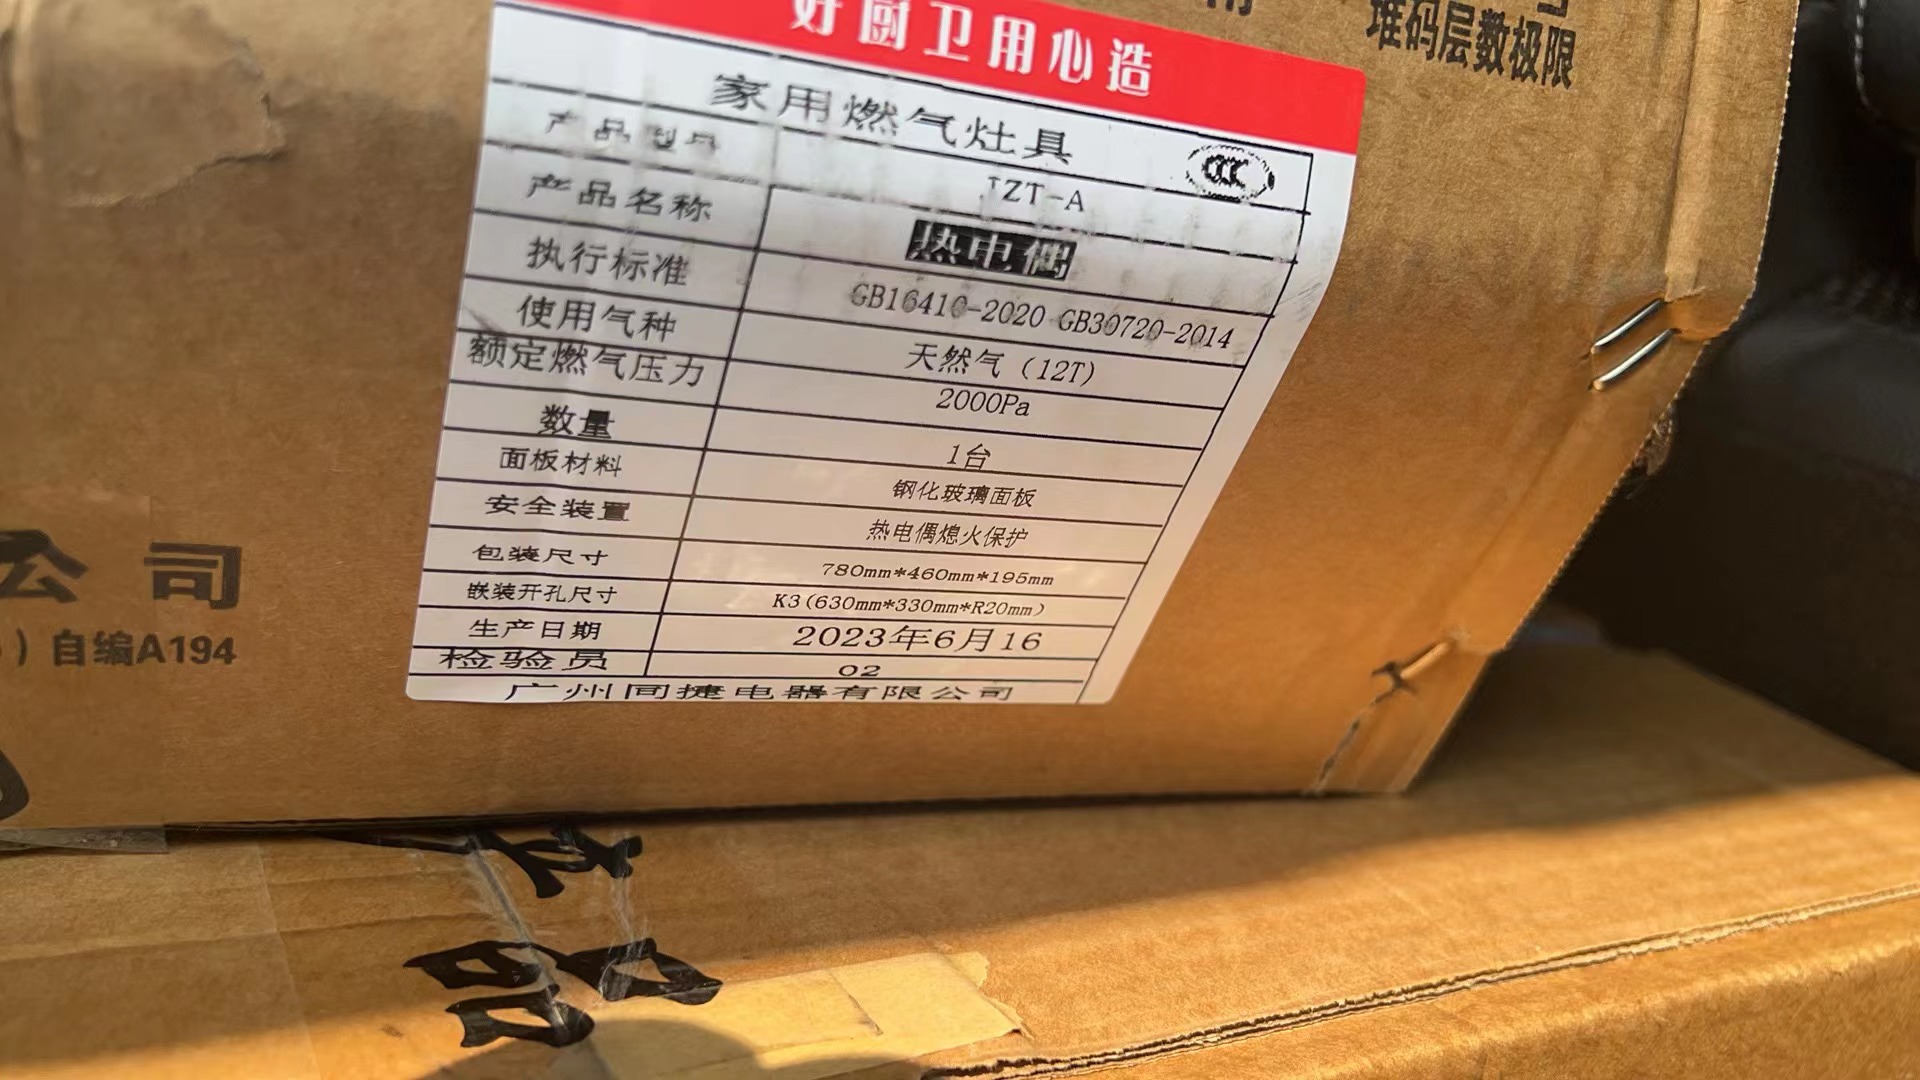 好厨卫用心造
堆码层数极限
家用燃气灶具
CCC
产品型号 JZT-A
产品名称 热电偶
执行标准 GB16410-2020 GB30720-2014
使用气种 天然气（12T）
额定燃气压力 2000Pa
数量 1台
面板材料 钢化玻璃面板
安全装置 热电偶熄火保护
包装尺寸 780mm*460mm*195mm
嵌装开孔尺寸 K3(630mm*330mm*R20mm)
生产日期 2023年6月16
检验员 02
广州同捷电器有限公司
公司
）自编A194